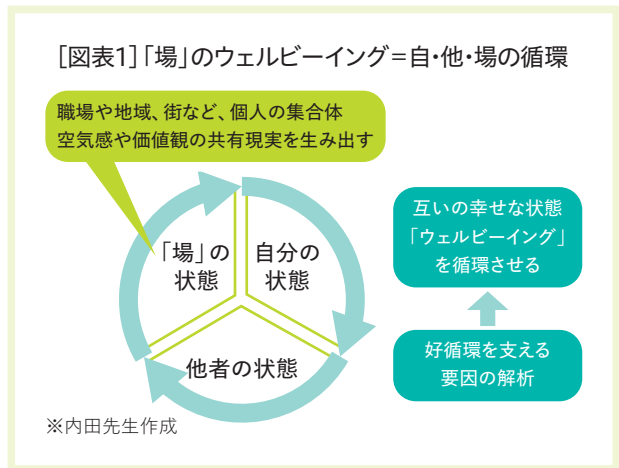 ［図表1］「場」のウェルビーイング＝自・他・場の循環
職場や地域、街など、個人の集合体
空気感や価値観の共有現実を生み出す
「場」の
状態
自分の
状態
他者の状態
互いの幸せな状態
「ウェルビーイング」
を循環させる
好循環を支える
要因の解析
※内田先生作成